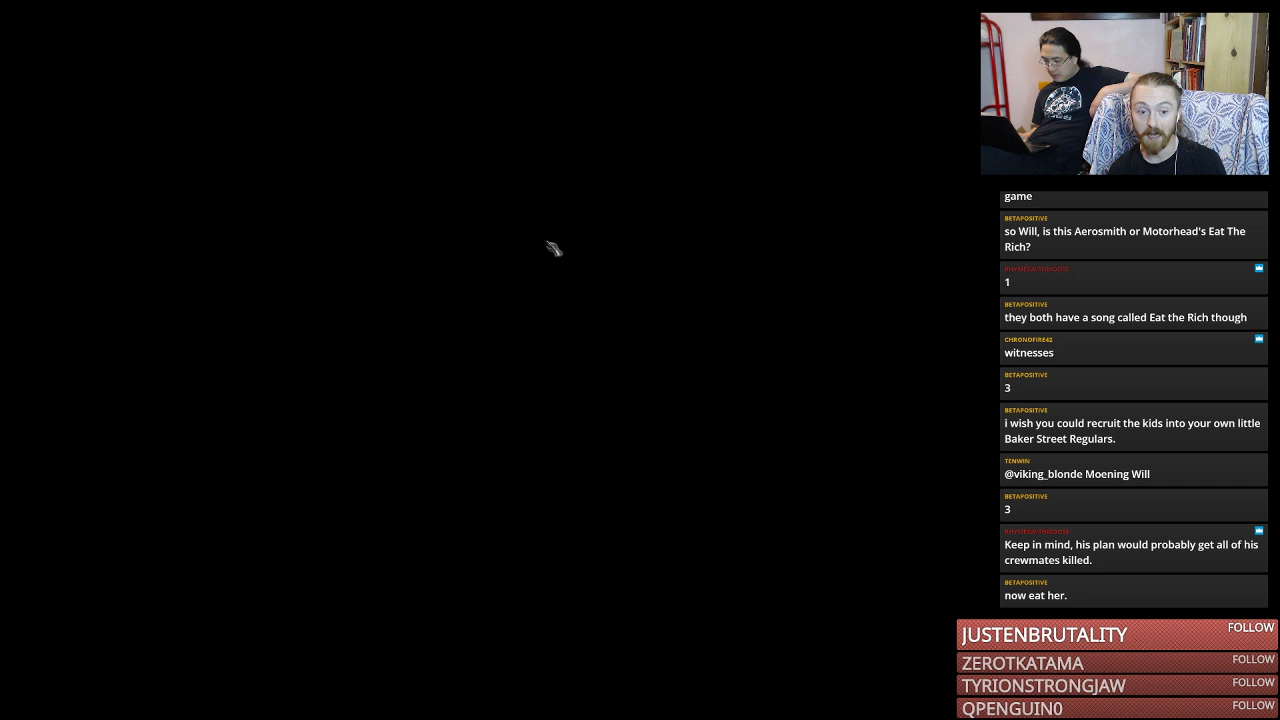 game
BETAPOSITIVE
so Will, is this Aerosmith or Motorhead's Eat The
Rich?
1
BETAPOSITIVE
they both have a song called Eat the Rich though
CHRONOFIRE42
witnesses
BETAPOSITIVE
3
BETAPOSITIVE
i wish you could recruit the kids into your own little
Baker Street Regulars.
TENWIN
@viking_blonde Moening Will
BETAPOSITIVE
3
Keep in mind, his plan would probably get all of his
crewmates killed.
BETAPOSITIVE
now eat her.
JUSTENBRUTALITY FOLLOW
ZEROTKATAMA FOLLOW
TYRIONSTRONGJAW FOLLOW
QPENGUIN0 FOLLOW